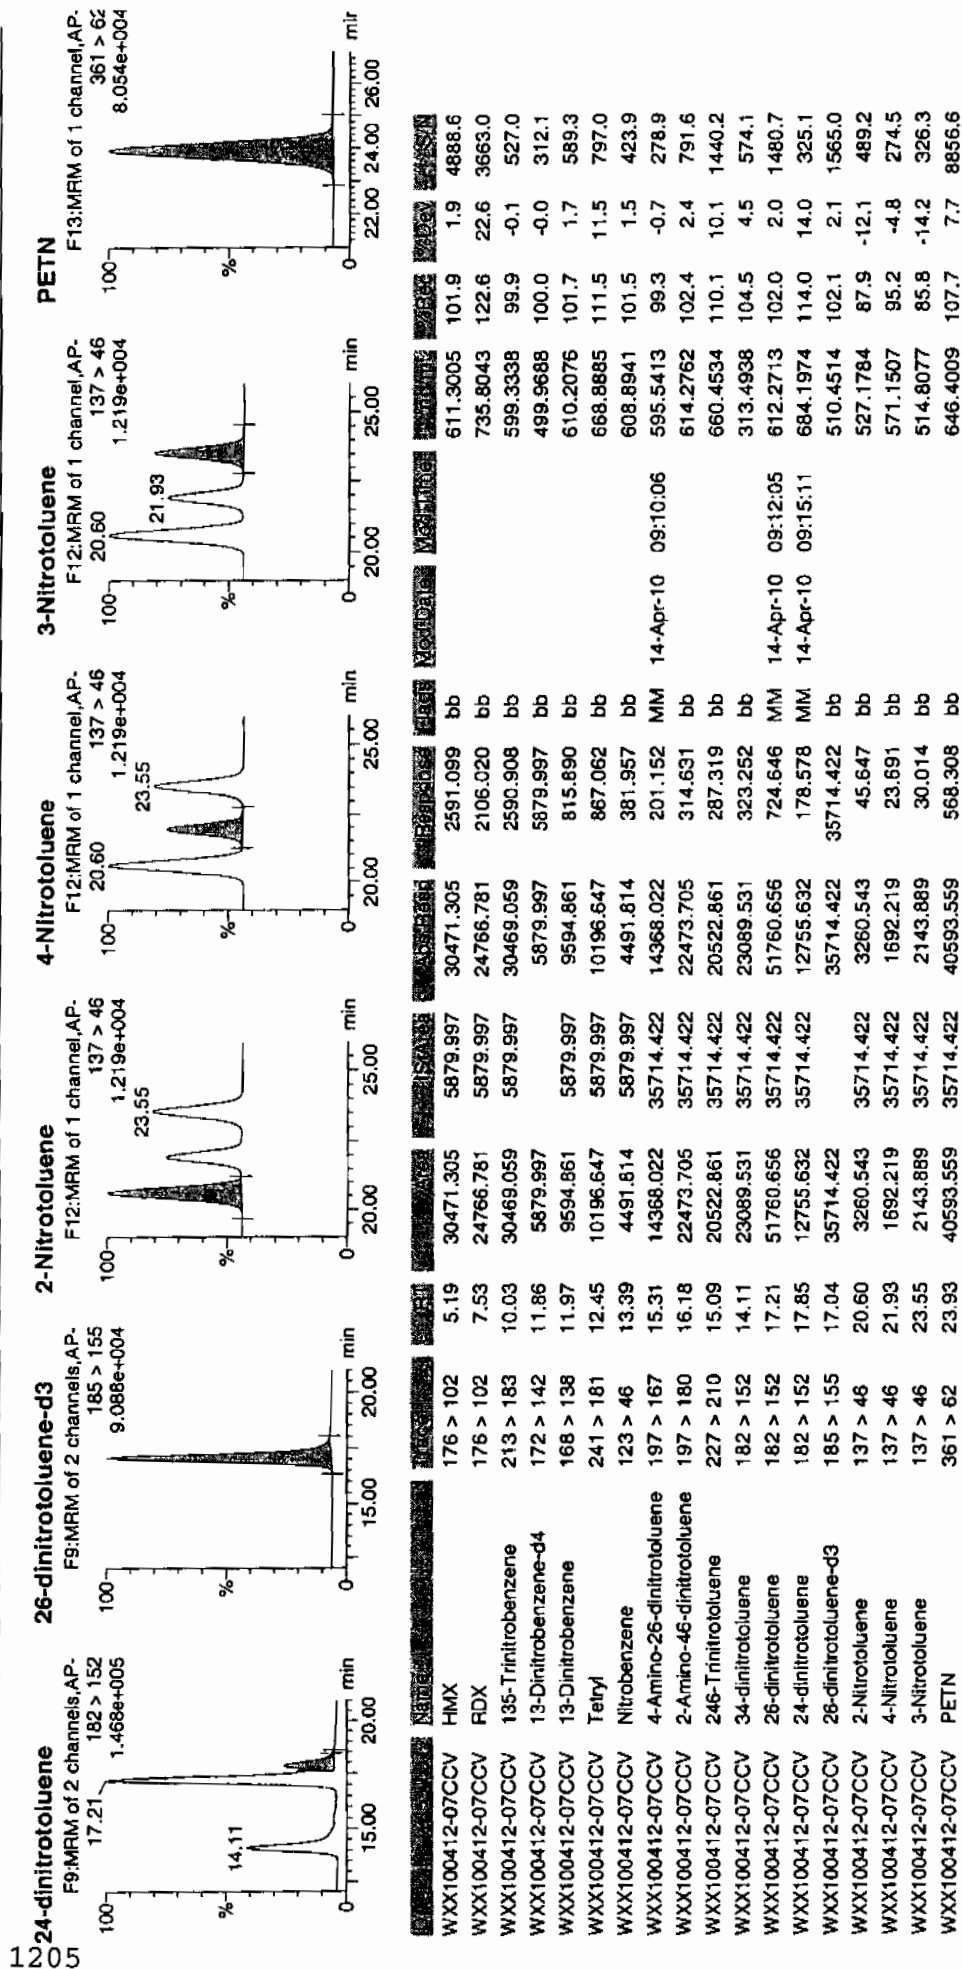 1205
24-dinitrotoluene
F9:MRM of 2 channels,AP-
182 > 152
1.468e+005
17.21
14.11
100
%
0
15.00 20.00 min
26-dinitrotoluene-d3
F9:MRM of 2 channels,AP-
185 > 155
9.088e+004
100
%
0
15.00 20.00 min
2-Nitrotoluene
F12:MRM of 1 channel,AP-
137 > 46
1.219e+004
23.55
100
%
0
20.00 25.00 min
4-Nitrotoluene
F12:MRM of 1 channel,AP-
20.60 137 > 46
1.219e+004
23.55
100
%
0
20.00 25.00 min
3-Nitrotoluene
F12:MRM of 1 channel,AP-
20.60 137 > 46
1.219e+004
21.93
100
%
0
20.00 25.00 min
PETN
F13:MRM of 1 channel,AP-
361 > 62
8.054e+004
100
%
0
22.00 24.00 26.00 min
Name Trace RT Area IS Area Abs.Resp Response Flags Mod.Date Mod.Time %Rec %Dev S/N
WXX100412-07CCV HMX 176 > 102 5.19 30471.305 5879.997 30471.305 2591.099 bb 611.3005 101.9 1.9 4888.6
WXX100412-07CCV RDX 176 > 102 7.53 24766.781 5879.997 24766.781 2106.020 bb 735.8043 122.6 22.6 3663.0
WXX100412-07CCV 135-Trinitrobenzene 213 > 183 10.03 30469.059 5879.997 30469.059 2590.908 bb 599.3338 99.9 -0.1 527.0
WXX100412-07CCV 13-Dinitrobenzene-d4 172 > 142 11.86 5879.997 5879.997 5879.997 bb 499.9688 100.0 -0.0 312.1
WXX100412-07CCV 13-Dinitrobenzene 168 > 138 11.97 9594.861 5879.997 9594.861 815.890 bb 610.2076 101.7 1.7 589.3
WXX100412-07CCV Tetryl 241 > 181 12.45 10196.647 5879.997 10196.647 867.062 bb 668.8885 111.5 11.5 797.0
WXX100412-07CCV Nitrobenzene 123 > 46 13.39 4491.814 5879.997 4491.814 381.957 bb 608.8941 101.5 1.5 423.9
WXX100412-07CCV 4-Amino-26-dinitrotoluene 197 > 167 15.31 14368.022 35714.422 14368.022 201.152 MM 14-Apr-10 09:10:06 595.5413 99.3 -0.7 278.9
WXX100412-07CCV 2-Amino-46-dinitrotoluene 197 > 180 16.18 22473.705 35714.422 22473.705 314.631 bb 614.2762 102.4 2.4 791.6
WXX100412-07CCV 246-Trinitrotoluene 227 > 210 15.09 20522.861 35714.422 20522.861 287.319 bb 660.4534 110.1 10.1 1440.2
WXX100412-07CCV 34-dinitrotoluene 182 > 152 14.11 23089.531 35714.422 23089.531 323.252 bb 313.4938 104.5 4.5 574.1
WXX100412-07CCV 26-dinitrotoluene 182 > 152 17.21 51760.656 35714.422 51760.656 724.646 MM 14-Apr-10 09:12:05 612.2713 102.0 2.0 1480.7
WXX100412-07CCV 24-dinitrotoluene 182 > 152 17.85 12755.632 35714.422 12755.632 178.578 MM 14-Apr-10 09:15:11 684.1974 114.0 14.0 325.1
WXX100412-07CCV 26-dinitrotoluene-d3 185 > 155 17.04 35714.422 35714.422 35714.422 bb 510.4514 102.1 2.1 1565.0
WXX100412-07CCV 2-Nitrotoluene 137 > 46 20.60 3260.543 35714.422 3260.543 45.647 bb 527.1784 87.9 -12.1 489.2
WXX100412-07CCV 4-Nitrotoluene 137 > 46 21.93 1692.219 35714.422 1692.219 23.691 bb 571.1507 95.2 -4.8 274.5
WXX100412-07CCV 3-Nitrotoluene 137 > 46 23.55 2143.889 35714.422 2143.889 30.014 bb 514.8077 85.8 -14.2 326.3
WXX100412-07CCV PETN 361 > 62 23.93 40593.559 35714.422 40593.559 568.308 bb 646.4009 107.7 7.7 8856.6